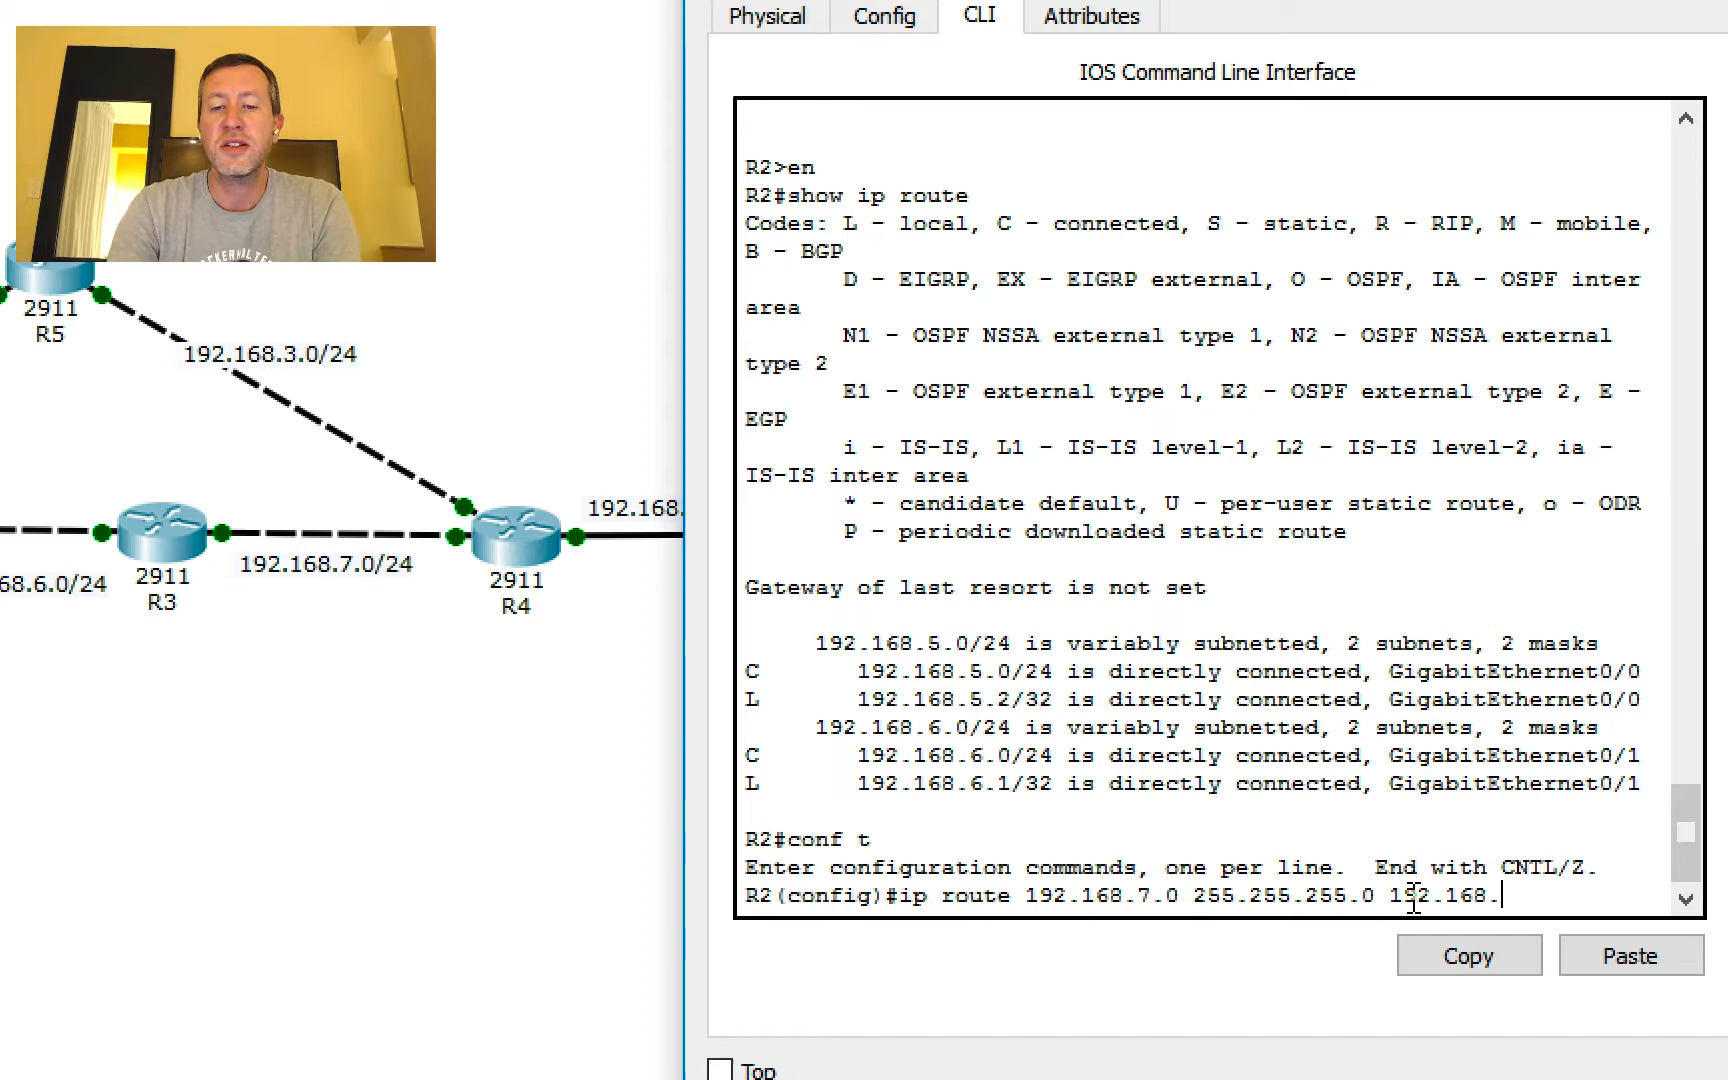 Physical
Config
CLI
Attributes
IOS Command Line Interface
R2>en
R2#show ip route
Codes: L - local, C - connected, S - static, R - RIP, M - mobile,
B - BGP
D - EIGRP, EX - EIGRP external, O - OSPF, IA - OSPF inter
area
N1 - OSPF NSSA external type 1, N2 - OSPF NSSA external
type 2
E1 - OSPF external type 1, E2 - OSPF external type 2, E -
EGP
i - IS-IS, L1 - IS-IS level-1, L2 - IS-IS level-2, ia -
IS-IS inter area
* - candidate default, U - per-user static route, o - ODR
P - periodic downloaded static route
Gateway of last resort is not set
192.168.5.0/24 is variably subnetted, 2 subnets, 2 masks
C 192.168.5.0/24 is directly connected, GigabitEthernet0/0
L 192.168.5.2/32 is directly connected, GigabitEthernet0/0
192.168.6.0/24 is variably subnetted, 2 subnets, 2 masks
C 192.168.6.0/24 is directly connected, GigabitEthernet0/1
L 192.168.6.1/32 is directly connected, GigabitEthernet0/1
R2#conf t
Enter configuration commands, one per line. End with CNTL/Z.
R2(config)#ip route 192.168.7.0 255.255.255.0 192.168.
Copy
Paste
Top
2911
R5
192.168.3.0/24
192.168.
192.168.7.0/24
68.6.0/24
2911
R3
2911
R4